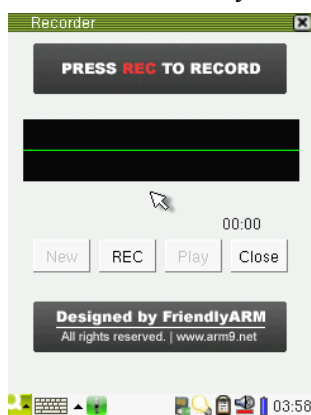 Recorder
PRESS REC TO RECORD
00:00
New REC Play Close
Designed by FriendlyARM
All rights reserved. | www.arm9.net
03:58